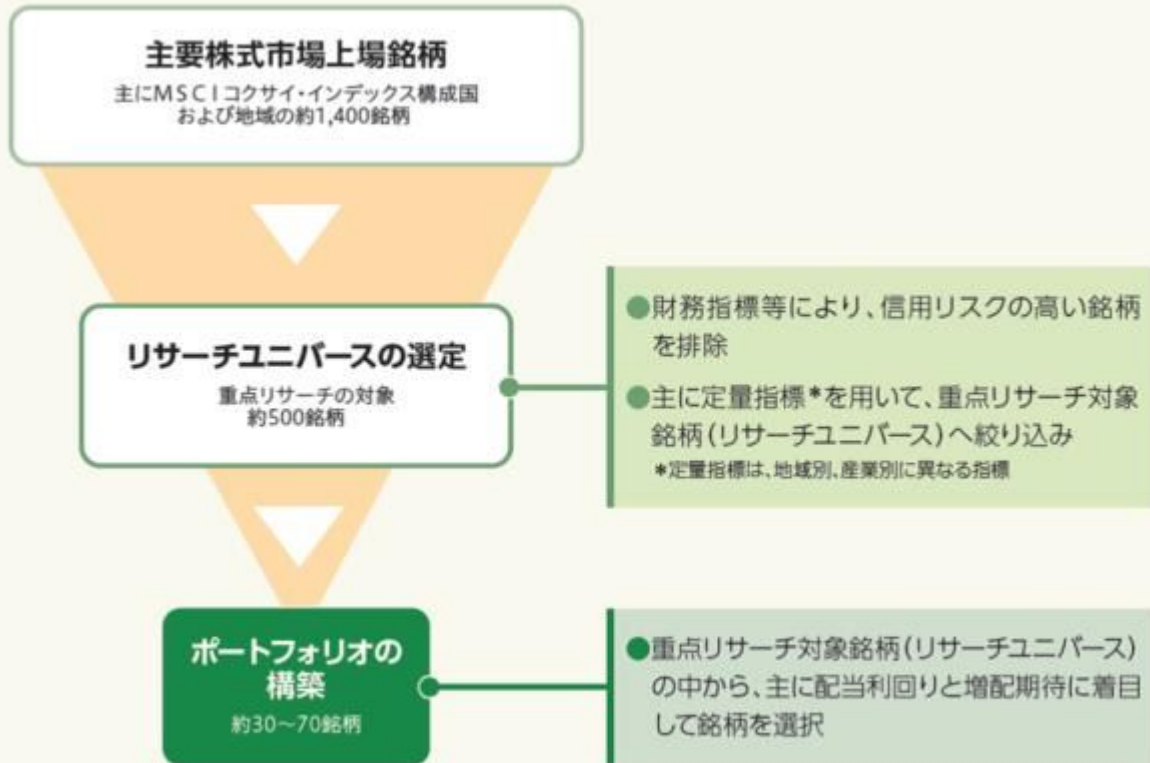 主要株式市場上場銘柄
主にMSCIコクサイ・インデックス構成国
および地域の約1,400銘柄
リサーチユニバースの選定
重点リサーチの対象
約500銘柄
●財務指標等により、信用リスクの高い銘柄
を排除
●主に定量指標*を用いて、重点リサーチ対象
銘柄(リサーチユニバース)へ絞り込み
*定量指標は、地域別、産業別に異なる指標
ポートフォリオの
構築
約30~70銘柄
●重点リサーチ対象銘柄(リサーチユニバース)
の中から、主に配当利回りと増配期待に着目
して銘柄を選択